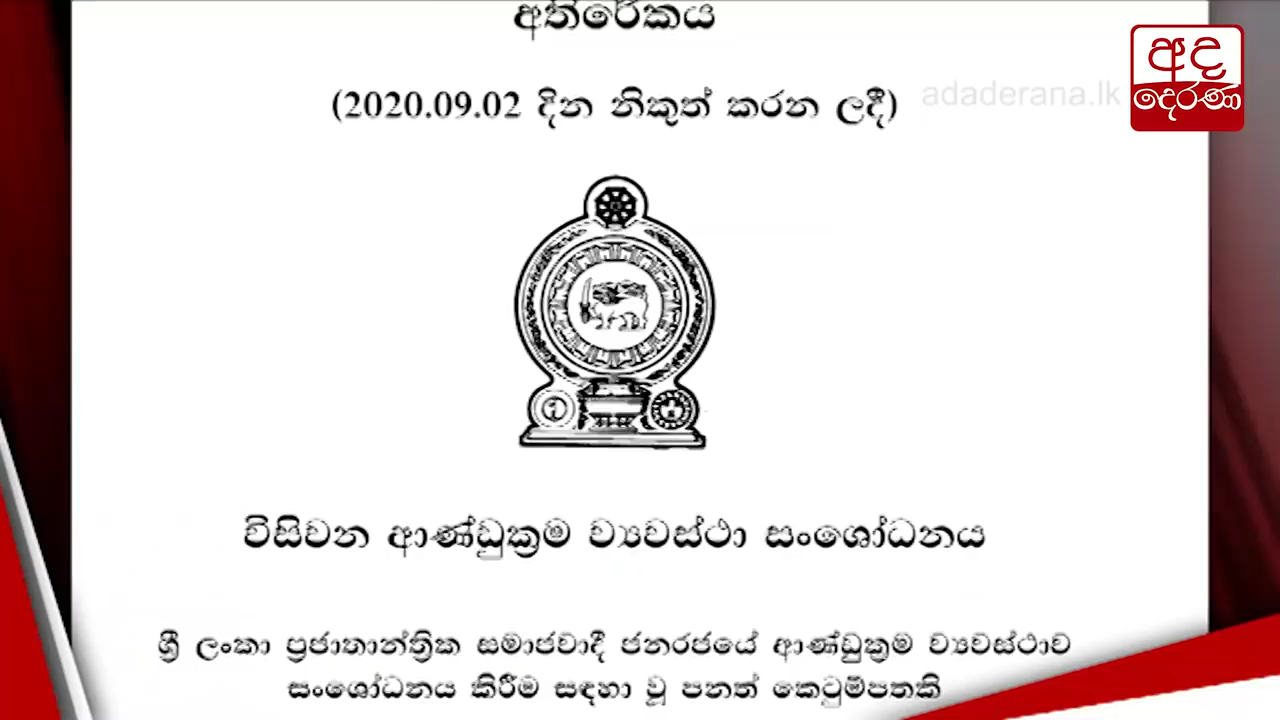 අතිරේකය
(2020.09.02 දින නිකුත් කරන ලදී)
adaderana.lk
අද
දෙරණ
විසිවන ආණ්ඩුක්‍රම ව්‍යවස්ථා සංශෝධනය
ශ්‍රී ලංකා ප්‍රජාතාන්ත්‍රික සමාජවාදී ජනරජයේ ආණ්ඩුක්‍රම ව්‍යවස්ථාව
සංශෝධනය කිරීම සඳහා වූ පනත් කෙටුම්පතකි